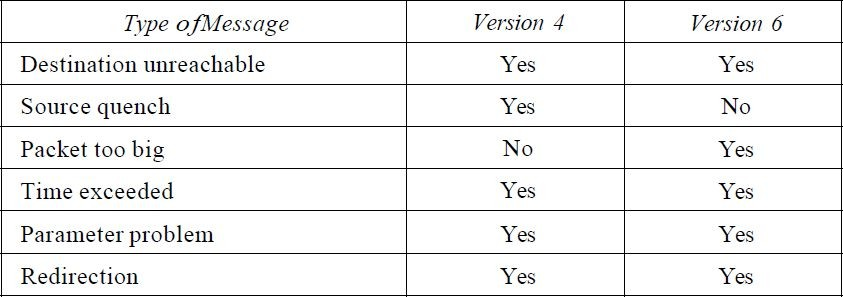 Type ofMessage Version 4 Version 6
Destination unreachable Yes Yes
Source quench Yes No
Packet too big No Yes
Time exceeded Yes Yes
Parameter problem Yes Yes
Redirection Yes Yes